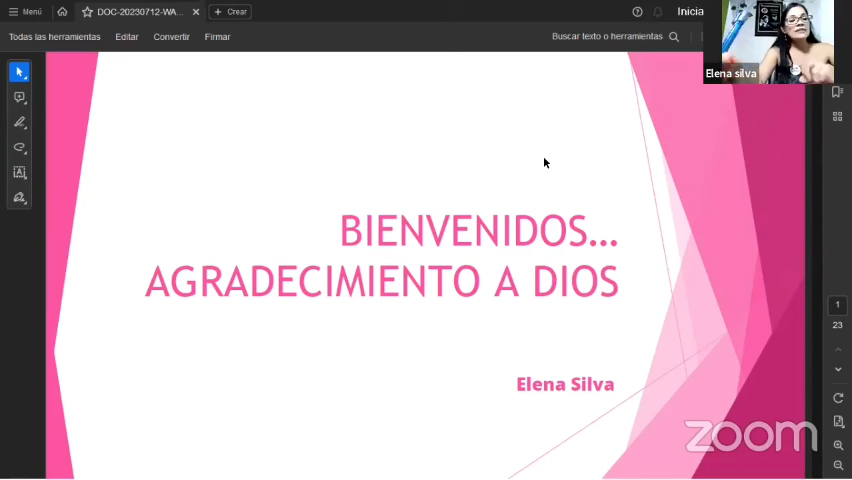 Menú
DOC-20230712-WA...
Crear
Inicia
Todas las herramientas
Editar
Convertir
Firmar
Buscar texto o herramientas
Elena silva
BIENVENIDOS...
AGRADECIMIENTO A DIOS
Elena Silva
1
23
zoom